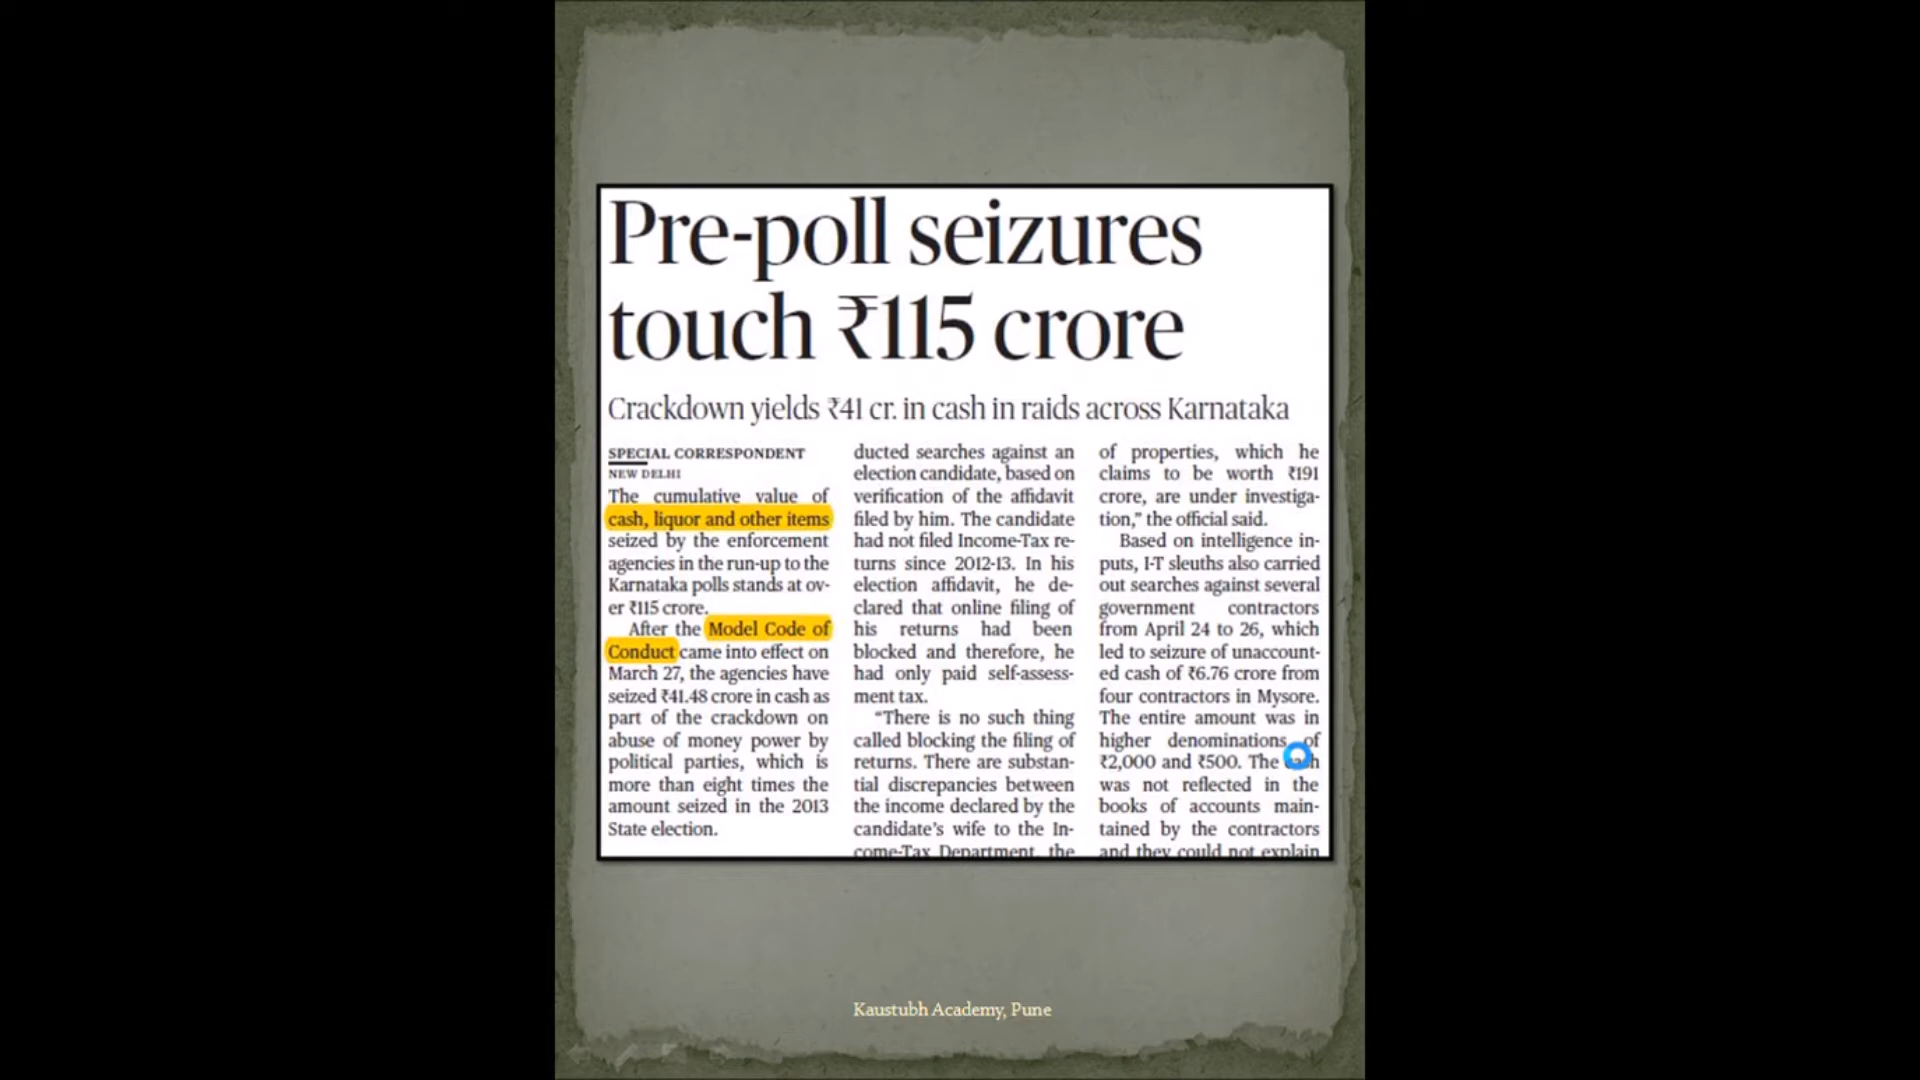 Pre-poll seizures
touch ₹115 crore
Crackdown yields ₹41 cr. in cash in raids across Karnataka
SPECIAL CORRESPONDENT
NEW DELHI
The cumulative value of
cash, liquor and other items
seized by the enforcement
agencies in the run-up to the
Karnataka polls stands at ov-
er ₹115 crore.
After the Model Code of
Conduct came into effect on
March 27, the agencies have
seized ₹41.48 crore in cash as
part of the crackdown on
abuse of money power by
political parties, which is
more than eight times the
amount seized in the 2013
State election.
ducted searches against an
election candidate, based on
verification of the affidavit
filed by him. The candidate
had not filed Income-Tax re-
turns since 2012-13. In his
election affidavit, he de-
clared that online filing of
his returns had been
blocked and therefore, he
had only paid self-assess-
ment tax.
“There is no such thing
called blocking the filing of
returns. There are substan-
tial discrepancies between
the income declared by the
candidate’s wife to the In-
come-Tax Department, the
of properties, which he
claims to be worth ₹191
crore, are under investiga-
tion,” the official said.
Based on intelligence in-
puts, I-T sleuths also carried
out searches against several
government contractors
from April 24 to 26, which
led to seizure of unaccount-
ed cash of ₹6.76 crore from
four contractors in Mysore.
The entire amount was in
higher denominations of
₹2,000 and ₹500. The cash
was not reflected in the
books of accounts main-
tained by the contractors
and they could not explain
Kaustubh Academy, Pune